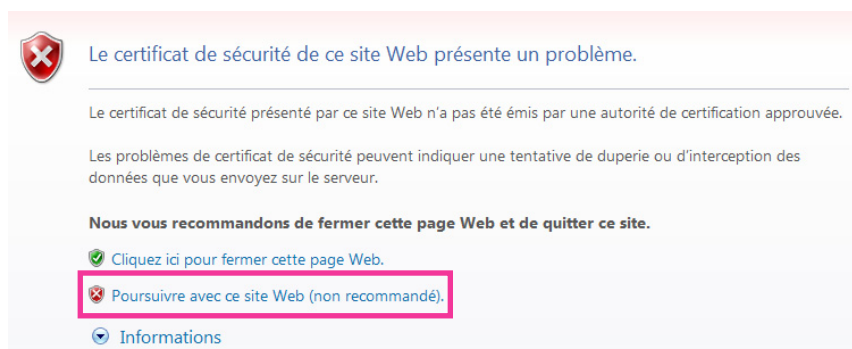 Le certificat de sécurité de ce site Web présente un problème.
Le certificat de sécurité présenté par ce site Web n'a pas été émis par une autorité de certification approuvée.
Les problèmes de certificat de sécurité peuvent indiquer une tentative de duperie ou d'interception des
données que vous envoyez sur le serveur.
Nous vous recommandons de fermer cette page Web et de quitter ce site.
Cliquez ici pour fermer cette page Web.
Poursuivre avec ce site Web (non recommandé).
Informations